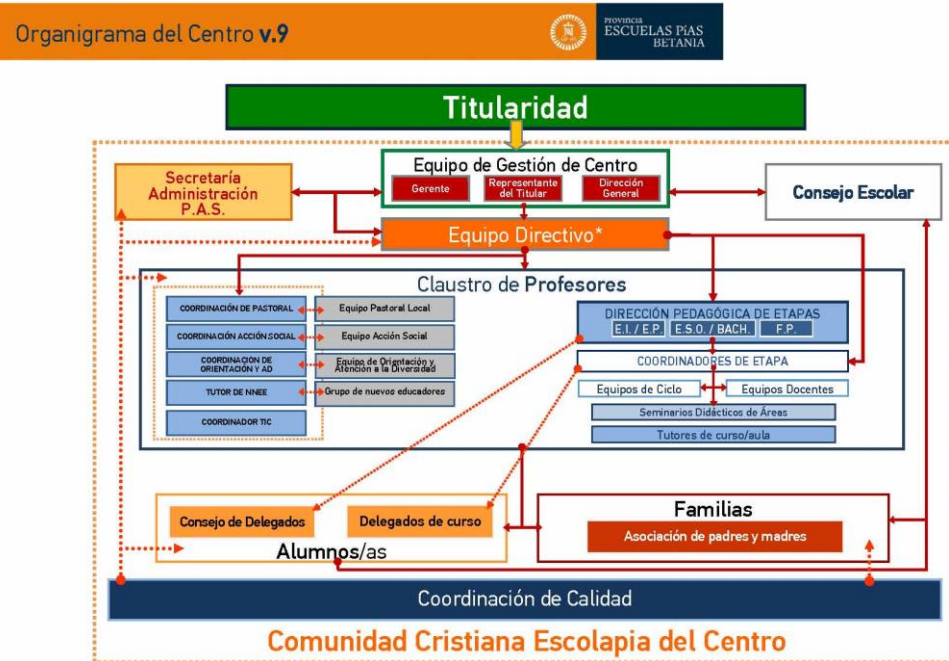 Organigrama del Centro v.9
PROVINCIA
ESCUELAS PÍAS
BETANIA
Titularidad
Equipo de Gestión de Centro
Gerente
Representante
del Titular
Dirección
General
Secretaría
Administración
P.A.S.
Consejo Escolar
Equipo Directivo*
Claustro de Profesores
COORDINACIÓN DE PASTORAL
Equipo Pastoral Local
COORDINACIÓN ACCIÓN SOCIAL
Equipo Acción Social
COORDINACION DE
ORIENTACIÓN Y AD
Equipo de Orientación y
Atención a la Diversidad
TUTOR DE NNEE
Grupo de nuevos educadores
COORDINADOR TIC
DIRECCIÓN PEDAGÓGICA DE ETAPAS
E.I. / E.P.
E.S.O. / BACH.
F.P.
COORDINADORES DE ETAPA
Equipos de Ciclo
Equipos Docentes
Seminarios Didácticos de Áreas
Tutores de curso/aula
Consejo de Delegados
Delegados de curso
Alumnos/as
Familias
Asociación de padres y madres
Coordinación de Calidad
Comunidad Cristiana Escolapia del Centro